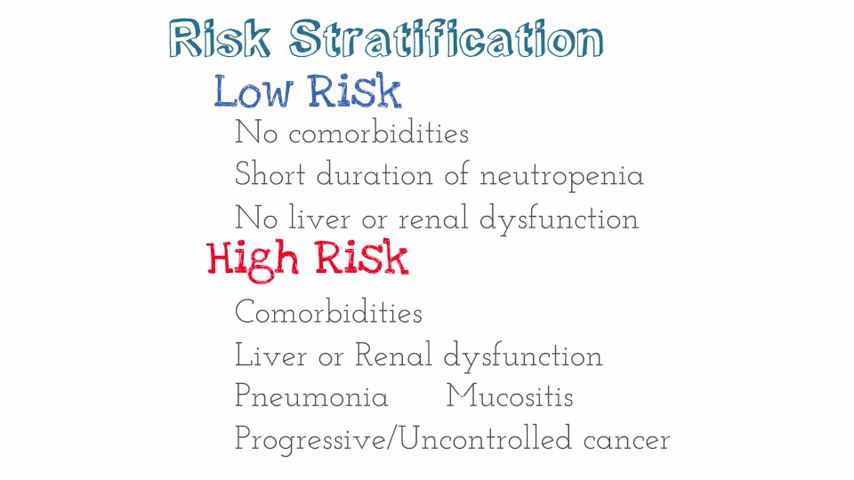 Risk Stratification
Low Risk
No comorbidities
Short duration of neutropenia
No liver or renal dysfunction
High Risk
Comorbidities
Liver or Renal dysfunction
Pneumonia Mucositis
Progressive/Uncontrolled cancer